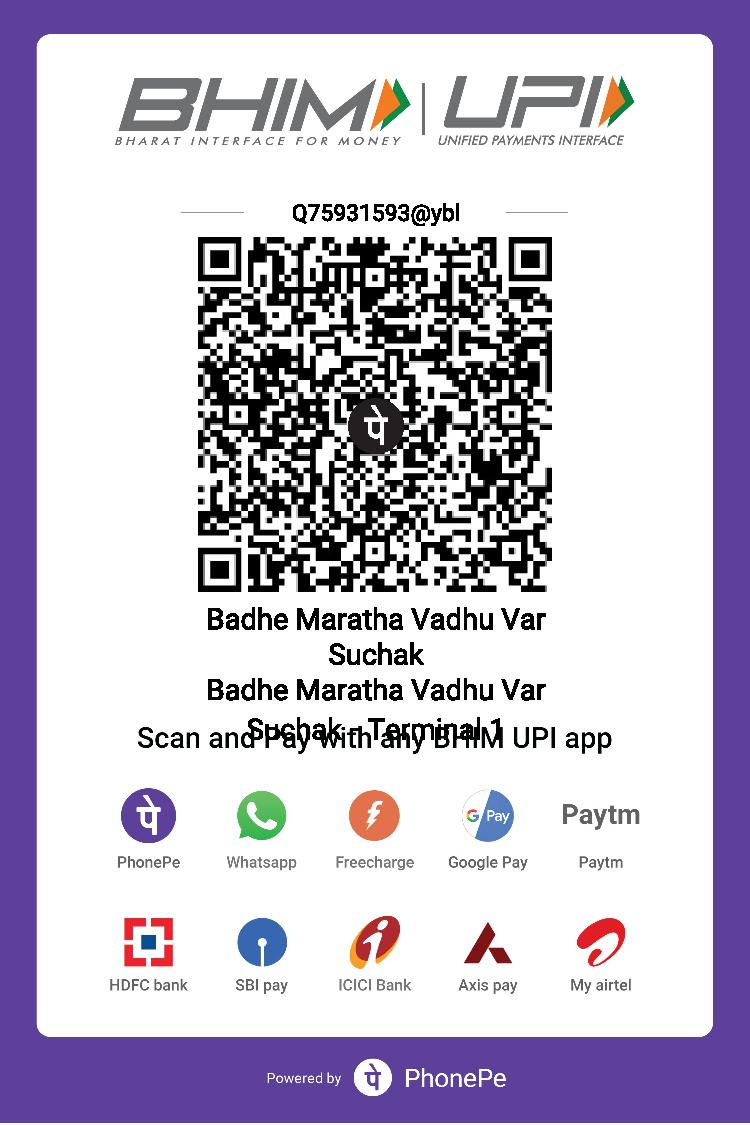 BHIM UPI
BHARAT INTERFACE FOR MONEY UNIFIED PAYMENTS INTERFACE
Q75931593@ybl
पे
Badhe Maratha Vadhu Var
Suchak
Badhe Maratha Vadhu Var
Suchak - Terminal 1
Scan and Pay with any BHIM UPI app
पे G Pay Paytm
PhonePe Whatsapp Freecharge Google Pay Paytm
HDFC bank SBI pay ICICI Bank Axis pay My airtel
Powered by पे PhonePe